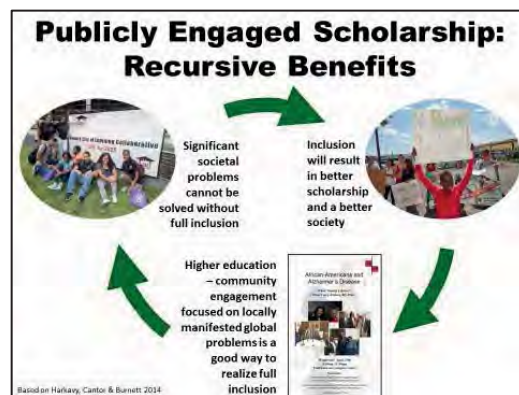 Publicly Engaged Scholarship:
Recursive Benefits
Significant
societal
problems
cannot be
solved without
full inclusion
Inclusion
will result
in better
scholarship
and a better
society
Higher education
– community
engagement
focused on locally
manifested global
problems is a
good way to
realize full
inclusion
African Americans and
Alzheimer's Disease
Based on Harkavy, Cantor & Burnett 2014